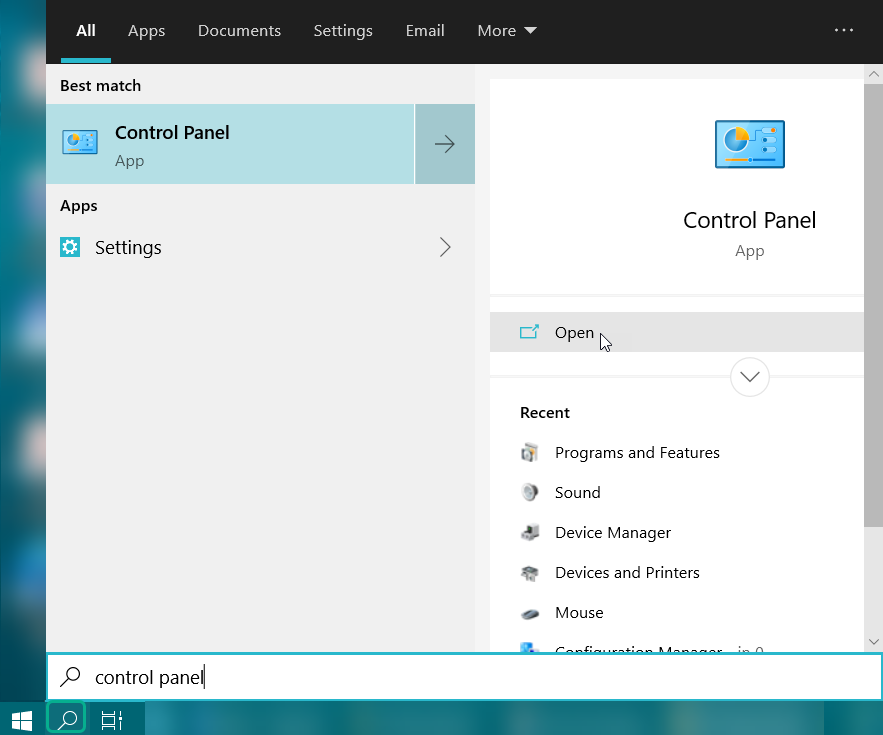 All Apps Documents Settings Email More
Best match
Control Panel
App
Apps
Settings
Control Panel
App
Open
Recent
Programs and Features
Sound
Device Manager
Devices and Printers
Mouse
Configuration Manager
control panel